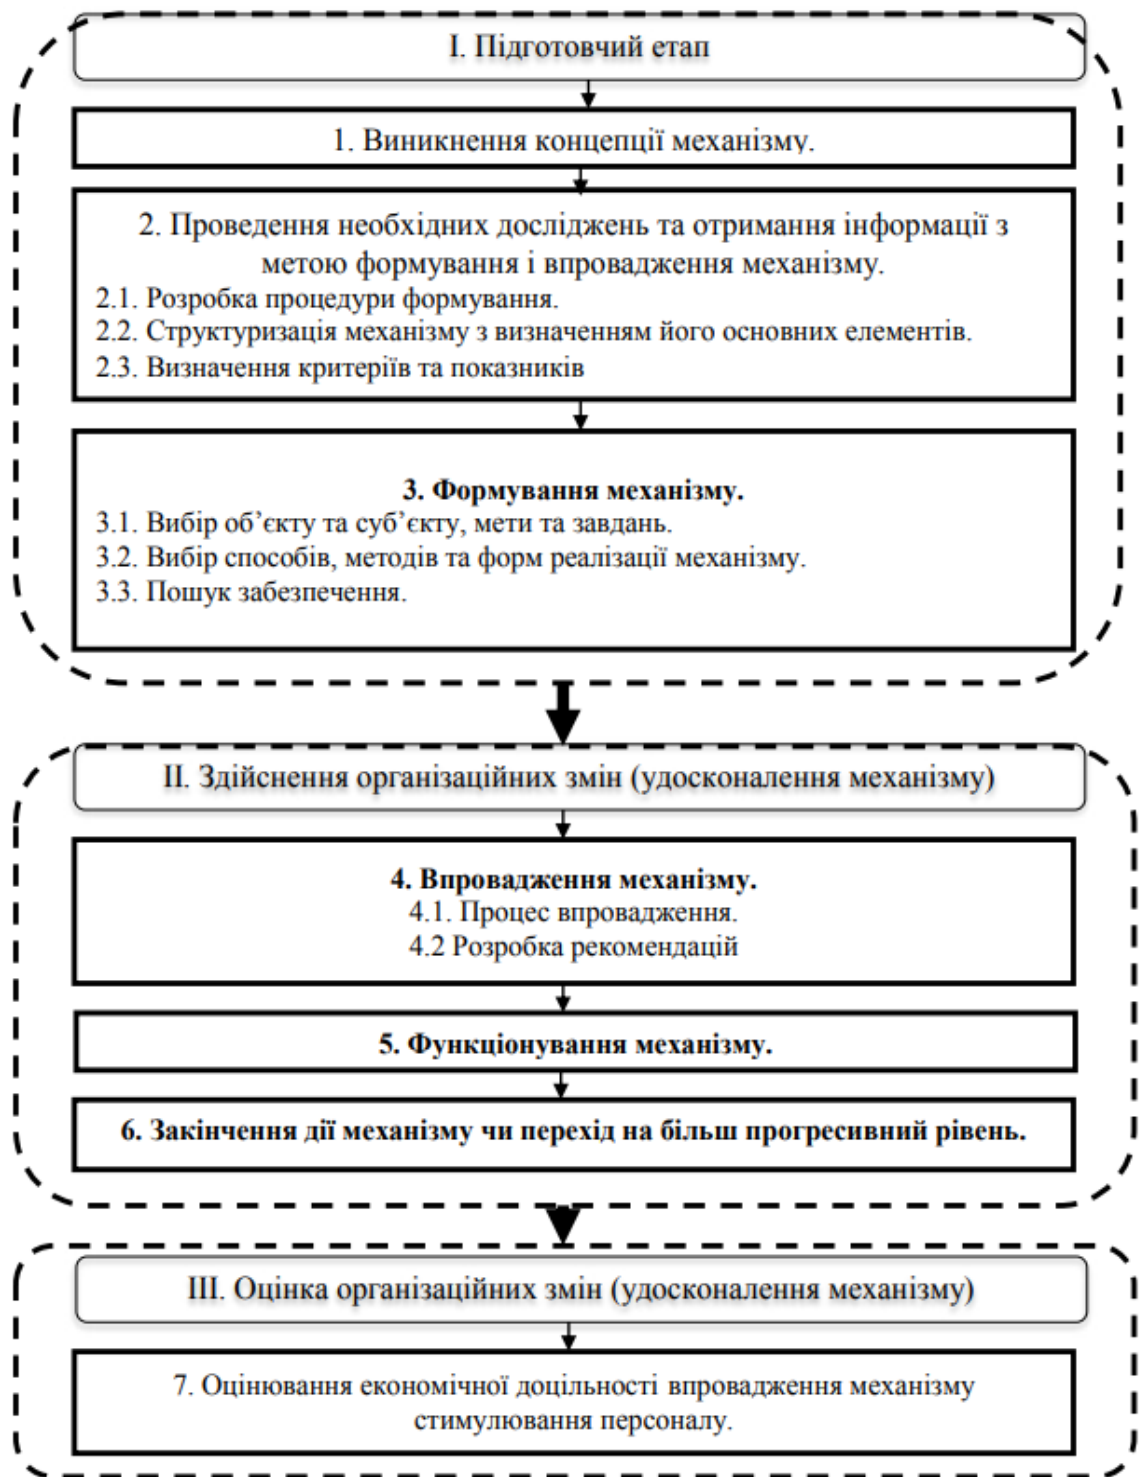 I. Підготовчий етап
1. Виникнення концепції механізму.
2. Проведення необхідних досліджень та отримання інформації з
метою формування і впровадження механізму.
2.1. Розробка процедури формування.
2.2. Структуризація механізму з визначенням його основних елементів.
2.3. Визначення критеріїв та показників
3. Формування механізму.
3.1. Вибір об’єкту та суб’єкту, мети та завдань.
3.2. Вибір способів, методів та форм реалізації механізму.
3.3. Пошук забезпечення.
II. Здійснення організаційних змін (удосконалення механізму)
4. Впровадження механізму.
4.1. Процес впровадження.
4.2 Розробка рекомендацій
5. Функціонування механізму.
6. Закінчення дії механізму чи перехід на більш прогресивний рівень.
III. Оцінка організаційних змін (удосконалення механізму)
7. Оцінювання економічної доцільності впровадження механізму
стимулювання персоналу.